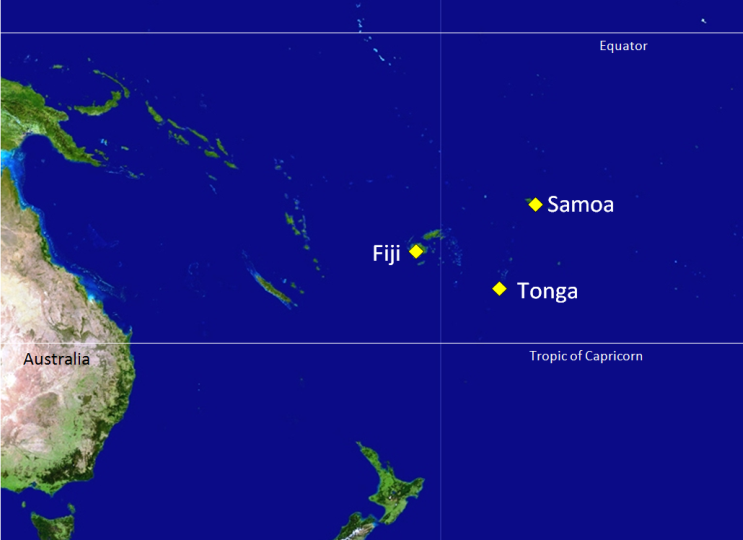 Equator
Samoa
Fiji
Tonga
Australia
Tropic of Capricorn